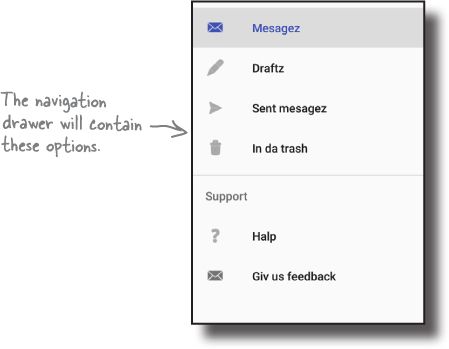 The navigation
drawer will contain
these options.
Mesagez
Draftz
Sent mesagez
In da trash
Support
Halp
Giv us feedback